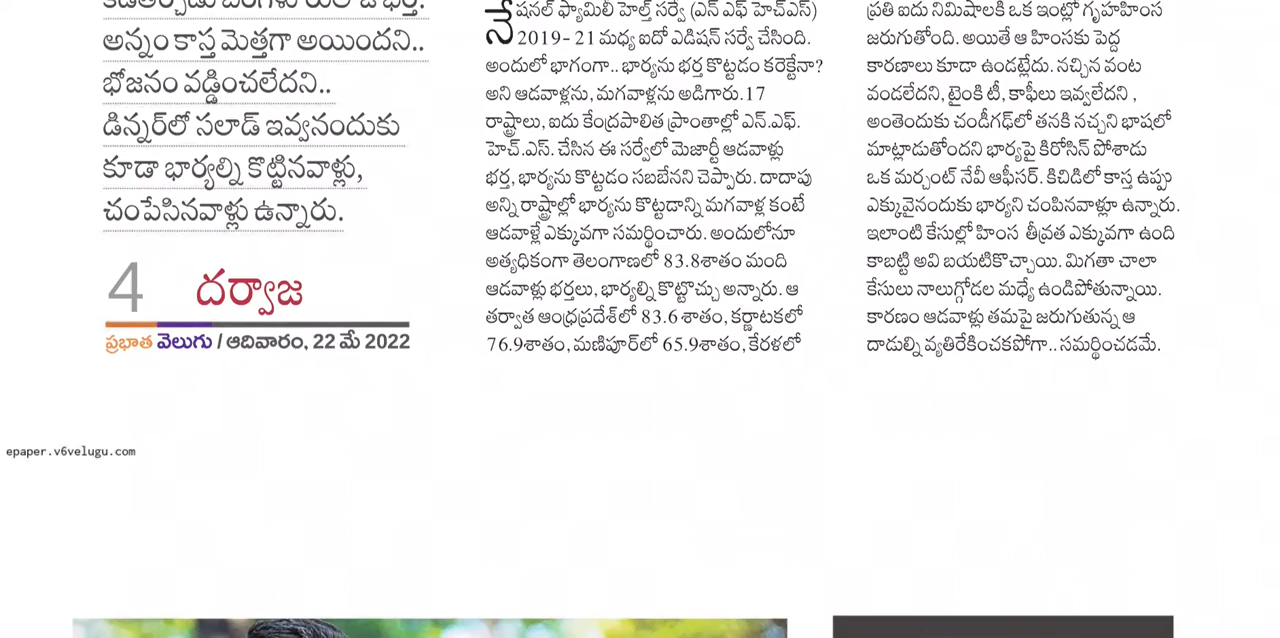 అన్నం కాస్త మెత్తగా అయిందని..
భోజనం వడ్డించలేదని..
డిన్నర్‌లో సలాడ్ ఇవ్వనందుకు
కూడా భార్యల్ని కొట్టినవాళ్లు,
చంపేసినవాళ్లు ఉన్నారు.
4 దర్వాజ
ప్రభాత వెలుగు / ఆదివారం, 22 మే 2022
నేషనల్ ఫ్యామిలీ హెల్త్ సర్వే (ఎన్ ఎఫ్ హెచ్ఎస్)
2019- 21 మధ్య ఐదో ఎడిషన్ సర్వే చేసింది.
అందులో భాగంగా.. భార్యను భర్త కొట్టడం కరెక్టేనా?
అని ఆడవాళ్లను, మగవాళ్లను అడిగారు. 17
రాష్ట్రాలు, ఐదు కేంద్రపాలిత ప్రాంతాల్లో ఎన్.ఎఫ్.
హెచ్.ఎస్. చేసిన ఈ సర్వేలో మెజార్టీ ఆడవాళ్లు
భర్త, భార్యను కొట్టడం సబబేనని చెప్పారు. దాదాపు
అన్ని రాష్ట్రాల్లో భార్యను కొట్టడాన్ని మగవాళ్ల కంటే
ఆడవాళ్లే ఎక్కువగా సమర్థించారు. అందులోనూ
అత్యధికంగా తెలంగాణలో 83.8శాతం మంది
ఆడవాళ్లు భర్తలు, భార్యల్ని కొట్టొచ్చు అన్నారు. ఆ
తర్వాత ఆంధ్రప్రదేశ్‌లో 83.6 శాతం, కర్ణాటకలో
76.9శాతం, మణిపూర్‌లో 65.9శాతం, కేరళలో
ప్రతి ఐదు నిమిషాలకి ఒక ఇంట్లో గృహహింస
జరుగుతోంది. అయితే ఆ హింసకు పెద్ద
కారణాలు కూడా ఉండట్లేదు. నచ్చిన వంట
వండలేదని, టైంకి టీ, కాఫీలు ఇవ్వలేదని ,
అంతెందుకు చండీగఢ్‌లో తనకి నచ్చని భాషలో
మాట్లాడుతోందని భార్యపై కిరోసిన్ పోశాడు
ఒక మర్చంట్ నేవీ ఆఫీసర్. కిచిడిలో కాస్త ఉప్పు
ఎక్కువైనందుకు భార్యని చంపినవాళ్లూ ఉన్నారు.
ఇలాంటి కేసుల్లో హింస తీవ్రత ఎక్కువగా ఉంది
కాబట్టి అవి బయటికొచ్చాయి. మిగతా చాలా
కేసులు నాలుగ్గోడల మధ్యే ఉండిపోతున్నాయి.
కారణం ఆడవాళ్లు తమపై జరుగుతున్న ఆ
దాడుల్ని వ్యతిరేకించకపోగా.. సమర్థించడమే.
epaper.v6velugu.com